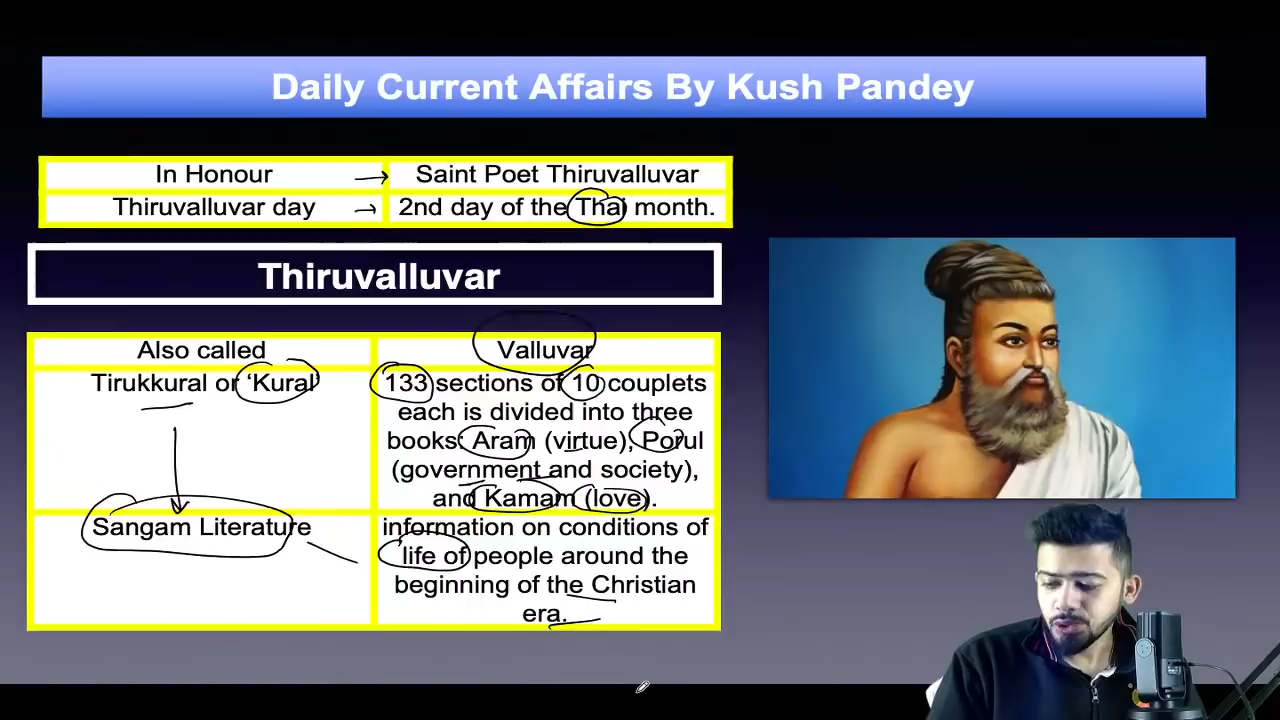 Daily Current Affairs By Kush Pandey
In Honour
Saint Poet Thiruvalluvar
Thiruvalluvar day
2nd day of the Thai month.
Thiruvalluvar
Also called
Valluvar
Tirukkural or ‘Kural’
133 sections of 10 couplets
each is divided into three
books: Aram (virtue), Porul
(government and society),
and Kamam (love).
Sangam Literature
information on conditions of
life of people around the
beginning of the Christian
era.